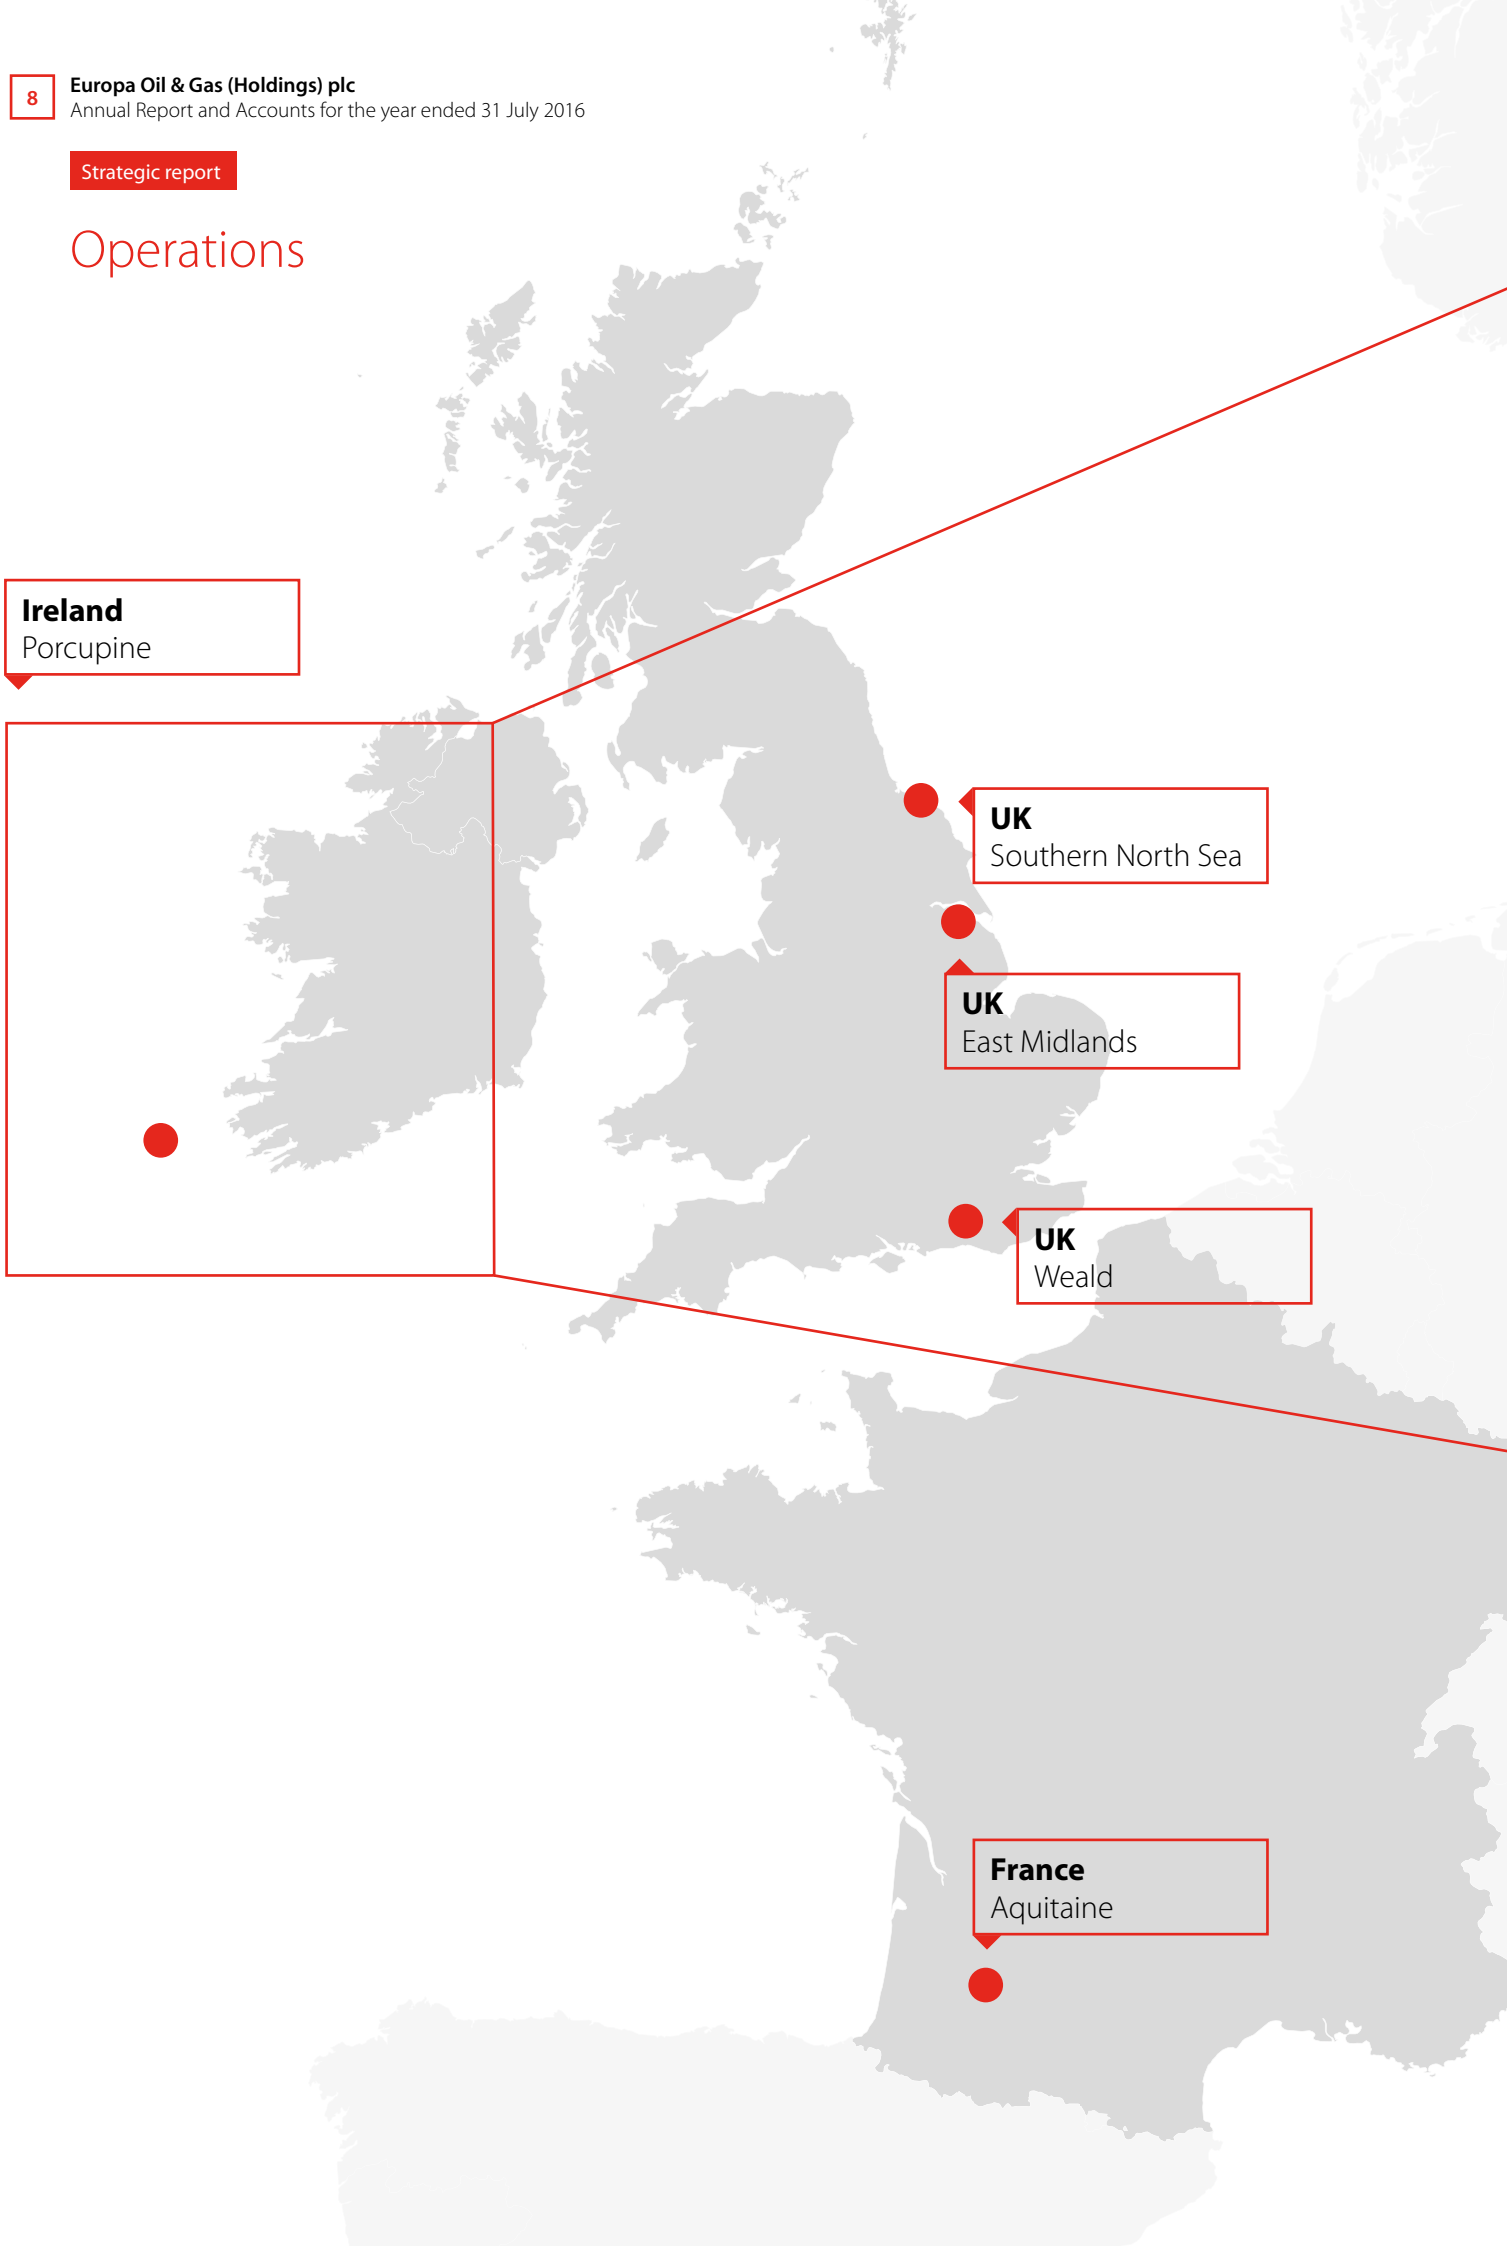 8
Europa Oil & Gas (Holdings) plc
Annual Report and Accounts for the year ended 31 July 2016
Strategic report
Operations
Ireland
Porcupine
UK
Southern North Sea
UK
East Midlands
UK
Weald
France
Aquitaine